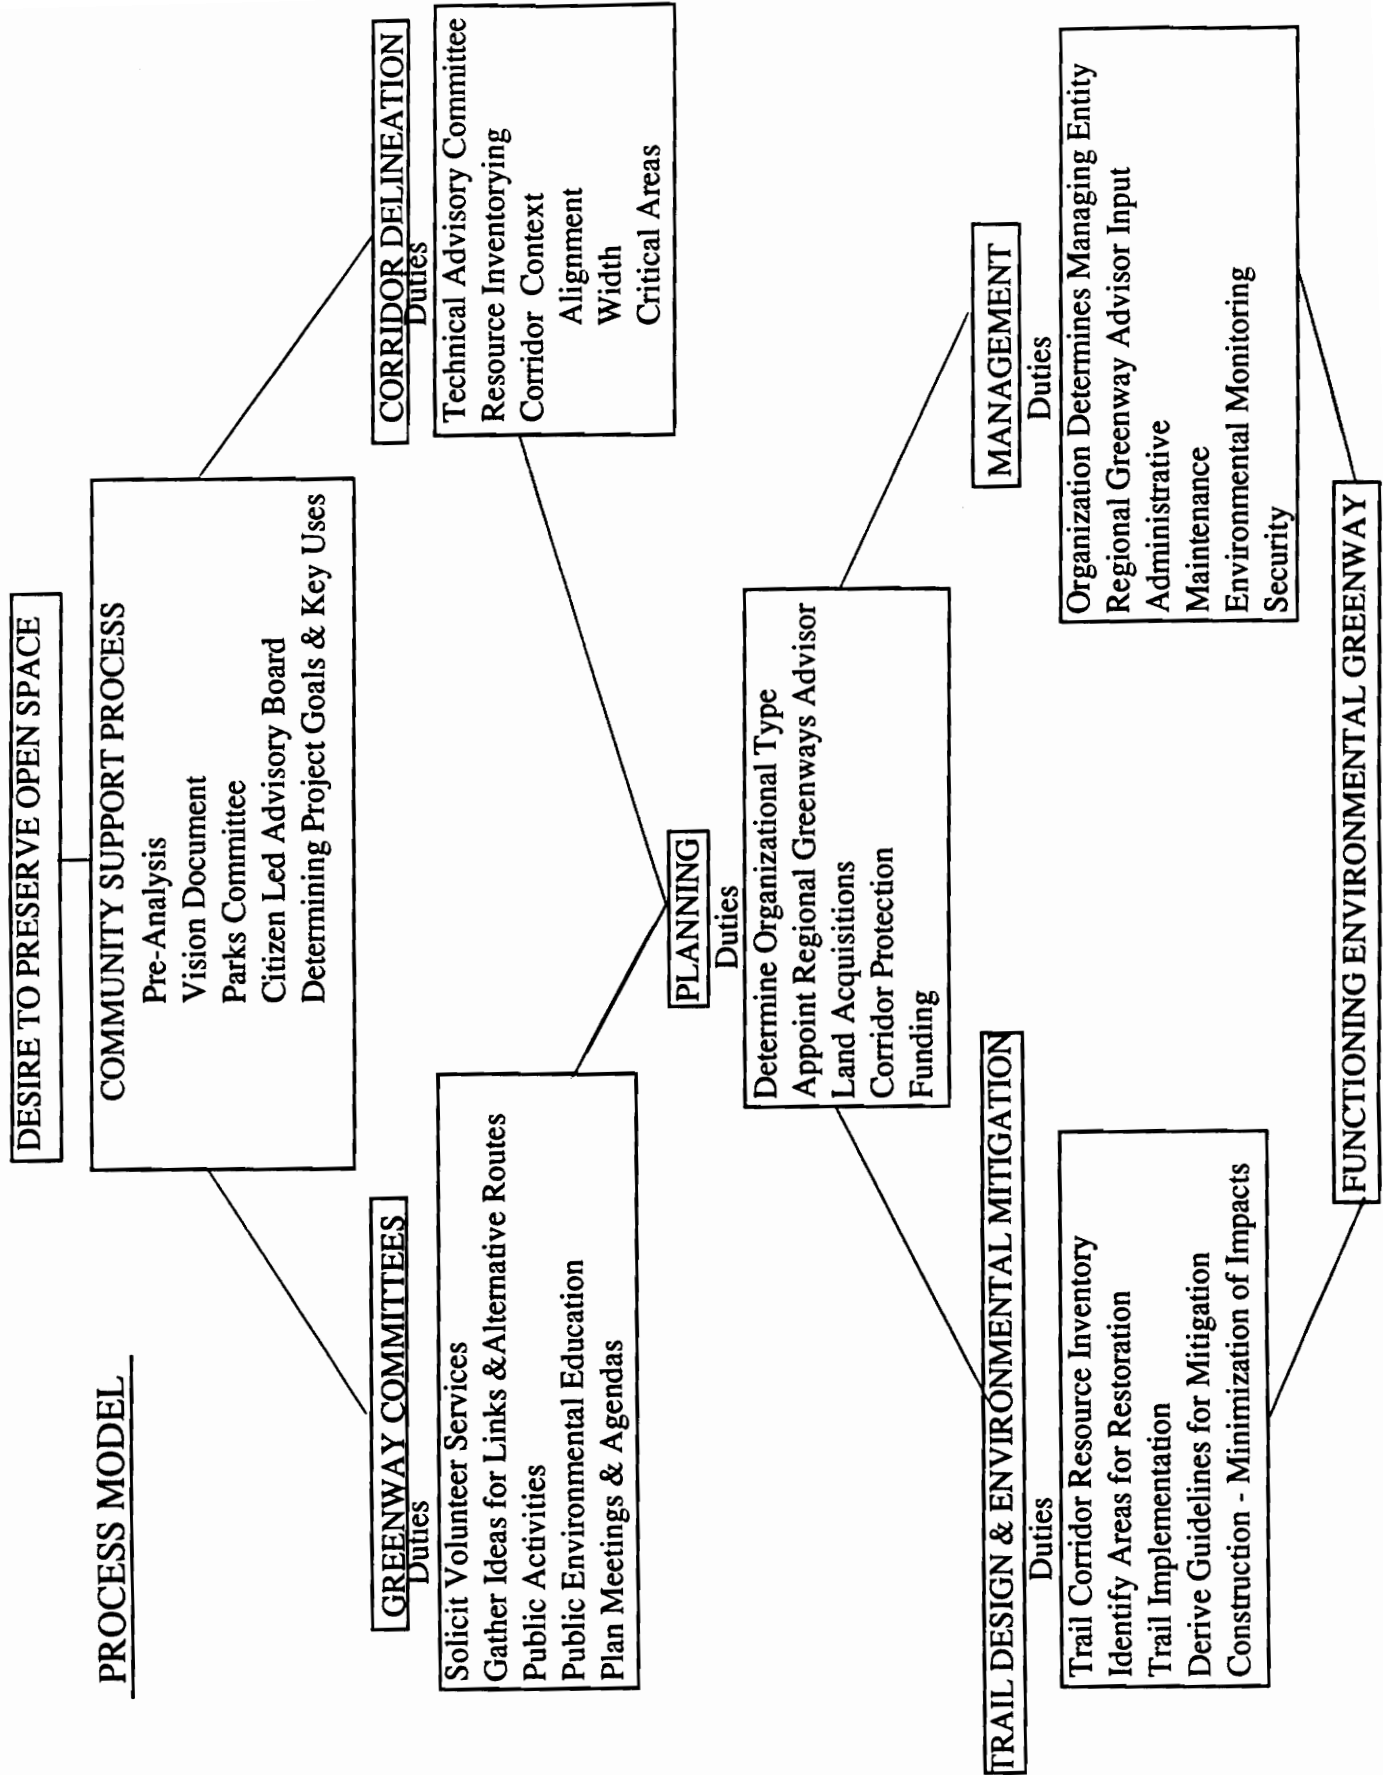 PROCESS MODEL
DESIRE TO PRESERVE OPEN SPACE
COMMUNITY SUPPORT PROCESS
Pre-Analysis
Vision Document
Parks Committee
Citizen Led Advisory Board
Determining Project Goals & Key Uses
GREENWAY COMMITTEES
Duties
Solicit Volunteer Services
Gather Ideas for Links &Alternative Routes
Public Activities
Public Environmental Education
Plan Meetings & Agendas
CORRIDOR DELINEATION
Duties
Technical Advisory Committee
Resource Inventorying
Corridor Context
Alignment
Width
Critical Areas
PLANNING
Duties
Determine Organizational Type
Appoint Regional Greenways Advisor
Land Acquisitions
Corridor Protection
Funding
TRAIL DESIGN & ENVIRONMENTAL MITIGATION
Duties
Trail Corridor Resource Inventory
Identify Areas for Restoration
Trail Implementation
Derive Guidelines for Mitigation
Construction - Minimization of Impacts
MANAGEMENT
Duties
Organization Determines Managing Entity
Regional Greenway Advisor Input
Administrative
Maintenance
Environmental Monitoring
Security
FUNCTIONING ENVIRONMENTAL GREENWAY